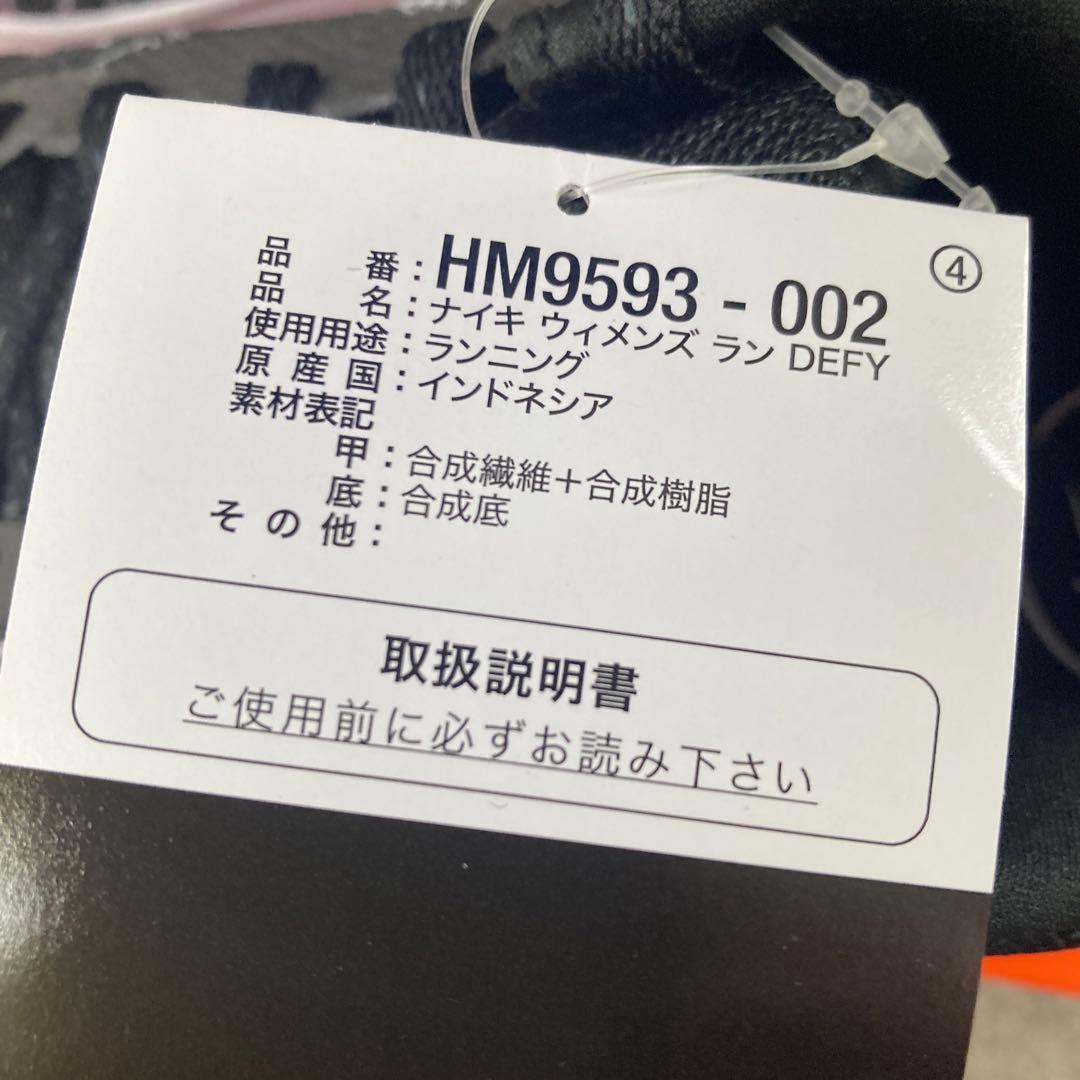 ④
品番：HM9593 - 002
品名：ナイキ ウィメンズ ラン DEFY
使用用途：ランニング
原産国：インドネシア
素材表記
甲：合成繊維＋合成樹脂
底：合成底
その他：
取扱説明書
ご使用前に必ずお読み下さい